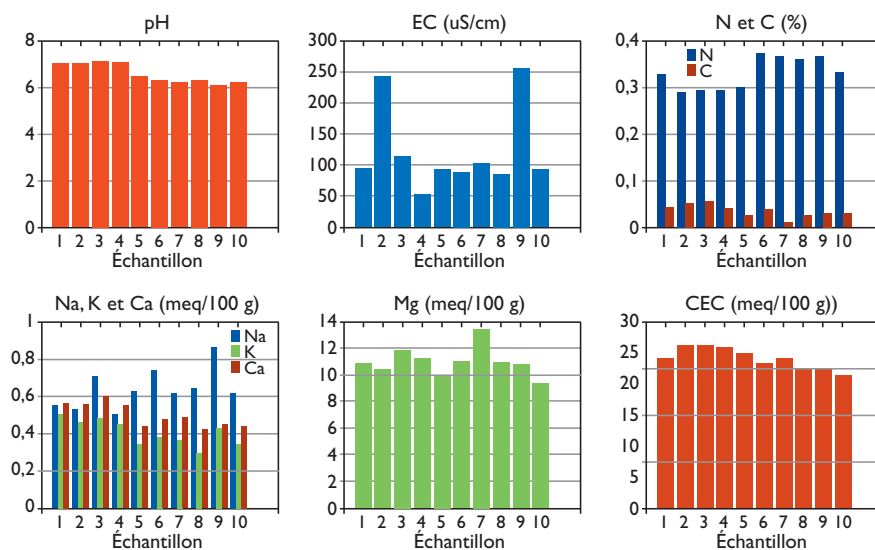 pH
8
6
4
2
0
1 2 3 4 5 6 7 8 9 10
Échantillon
EC (uS/cm)
300
250
200
150
100
50
0
1 2 3 4 5 6 7 8 9 10
Échantillon
N et C (%)
0,4
0,3
0,3
0,1
0
N
C
1 2 3 4 5 6 7 8 9 10
Échantillon
Na, K et Ca (meq/100 g)
1
0,8
0,6
0,4
0,2
0
Na
K
Ca
1 2 3 4 5 6 7 8 9 10
Échantillon
Mg (meq/100 g)
14
12
10
8
6
4
2
0
1 2 3 4 5 6 7 8 9 10
Échantillon
CEC (meq/100 g))
30
25
20
15
10
5
0
1 2 3 4 5 6 7 8 9 10
Échantillon